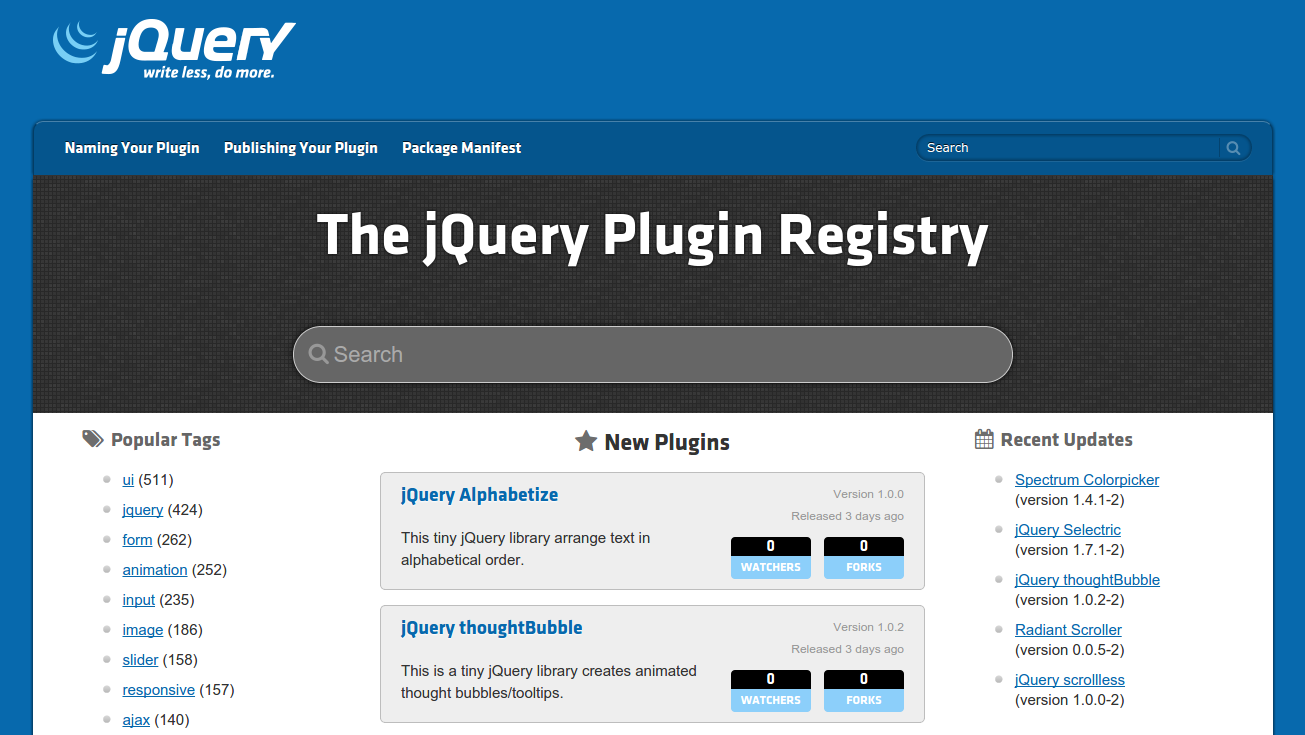 jQuery
write less, do more.
Naming Your Plugin
Publishing Your Plugin
Package Manifest
Search
The jQuery Plugin Registry
Search
Popular Tags
ui (511)
jquery (424)
form (262)
animation (252)
input (235)
image (186)
slider (158)
responsive (157)
ajax (140)
New Plugins
jQuery Alphabetize
Version 1.0.0
Released 3 days ago
This tiny jQuery library arrange text in
alphabetical order.
0
WATCHERS
0
FORKS
jQuery thoughtBubble
Version 1.0.2
Released 3 days ago
This is a tiny jQuery library creates animated
thought bubbles/tooltips.
0
WATCHERS
0
FORKS
Recent Updates
Spectrum Colorpicker
(version 1.4.1-2)
jQuery Selectric
(version 1.7.1-2)
jQuery thoughtBubble
(version 1.0.2-2)
Radiant Scroller
(version 0.0.5-2)
jQuery scrollless
(version 1.0.0-2)